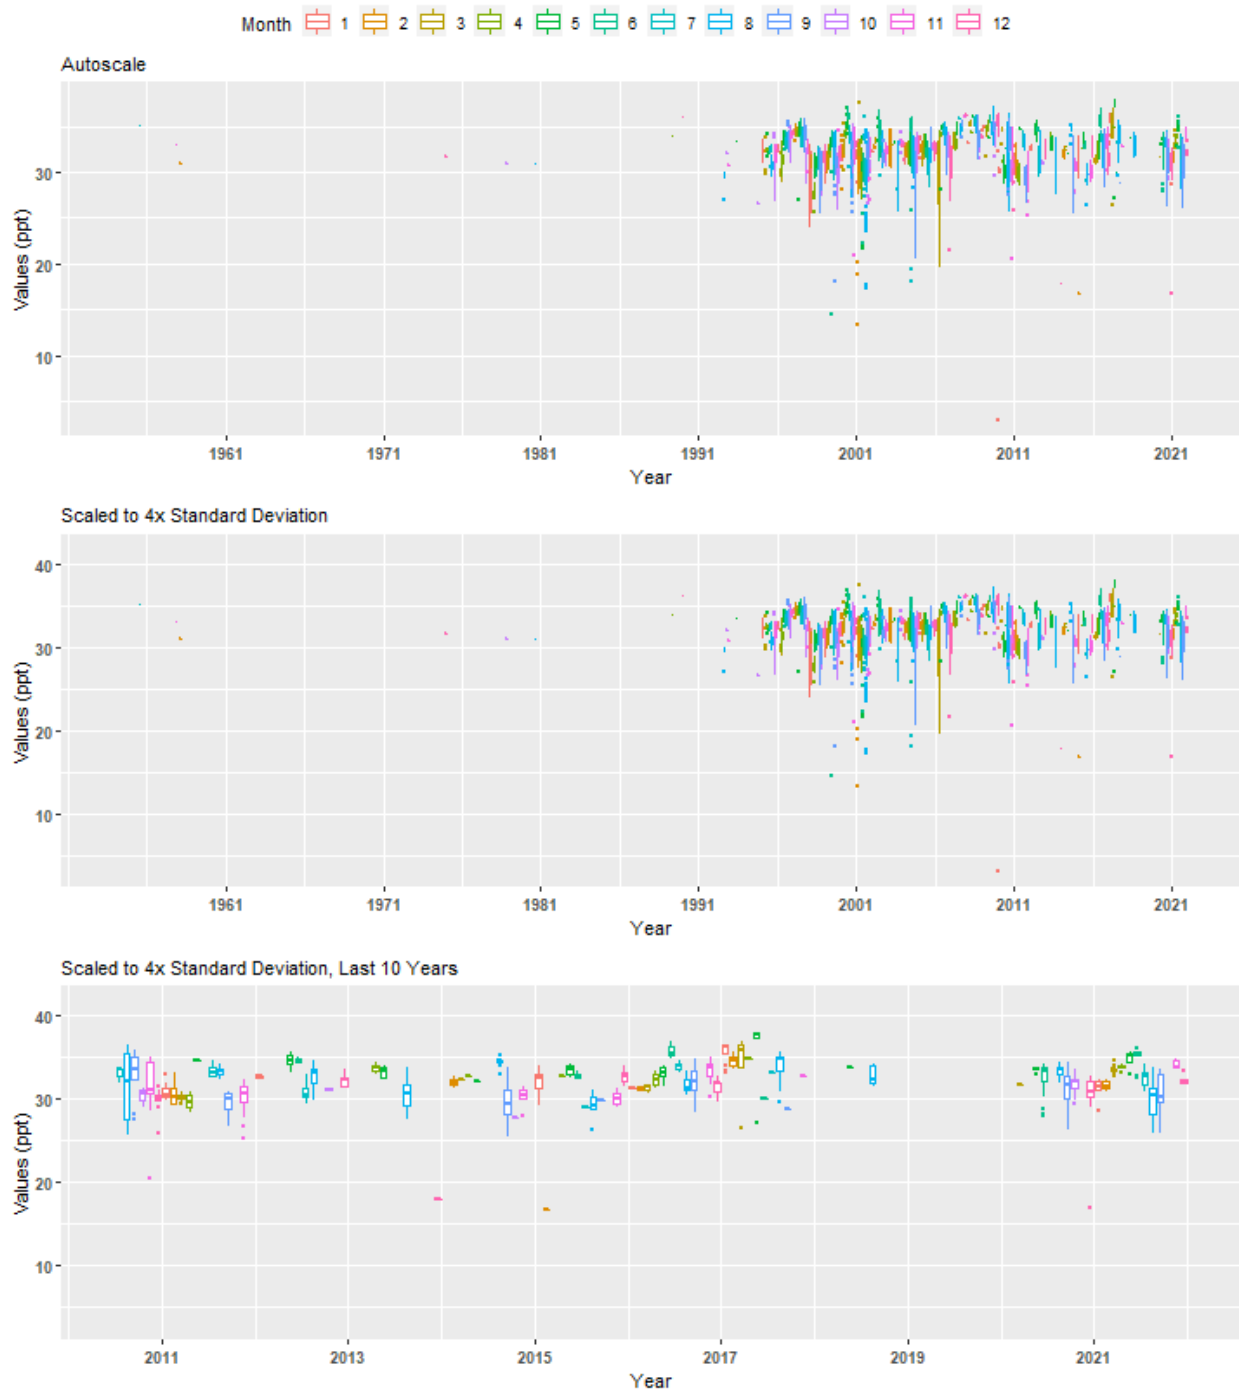 Month 1 2 3 4 5 6 7 8 9 10 11 12
Autoscale
30
20
10
Values (ppt)
1961 1971 1981 1991 2001 2011 2021
Year
Scaled to 4x Standard Deviation
40
30
20
10
Values (ppt)
1961 1971 1981 1991 2001 2011 2021
Year
Scaled to 4x Standard Deviation, Last 10 Years
40
30
20
10
Values (ppt)
2011 2013 2015 2017 2019 2021
Year